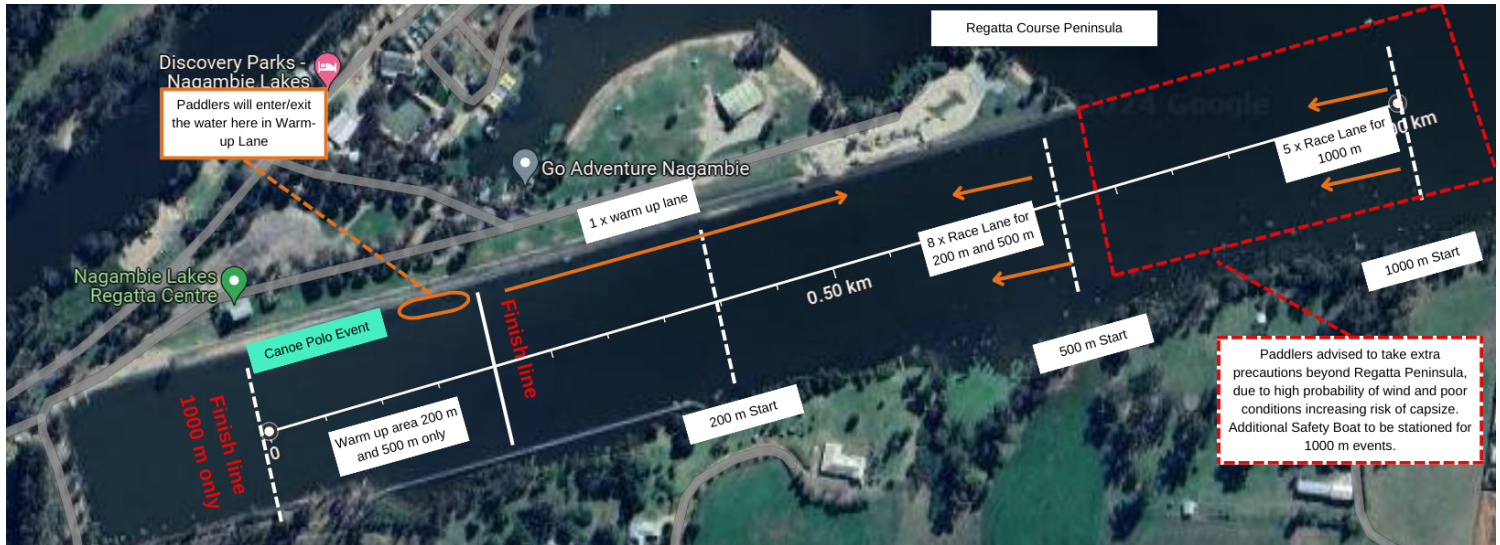 Regatta Course Peninsula
Discovery Parks -
Nagambie Lakes
Paddlers will enter/exit
the water here in Warm-
up Lane
Go Adventure Nagambie
1 x warm up lane
Nagambie Lakes
Regatta Centre
Canoe Polo Event
Finish line
1000 m only
0
Warm up area 200 m
and 500 m only
Finish line
200 m Start
0.50 km
8 x Race Lane for
200 m and 500 m
500 m Start
24 Google
5 x Race Lane for
1000 m
00 km
1000 m Start
Paddlers advised to take extra
precautions beyond Regatta Peninsula,
due to high probability of wind and poor
conditions increasing risk of capsize.
Additional Safety Boat to be stationed for
1000 m events.